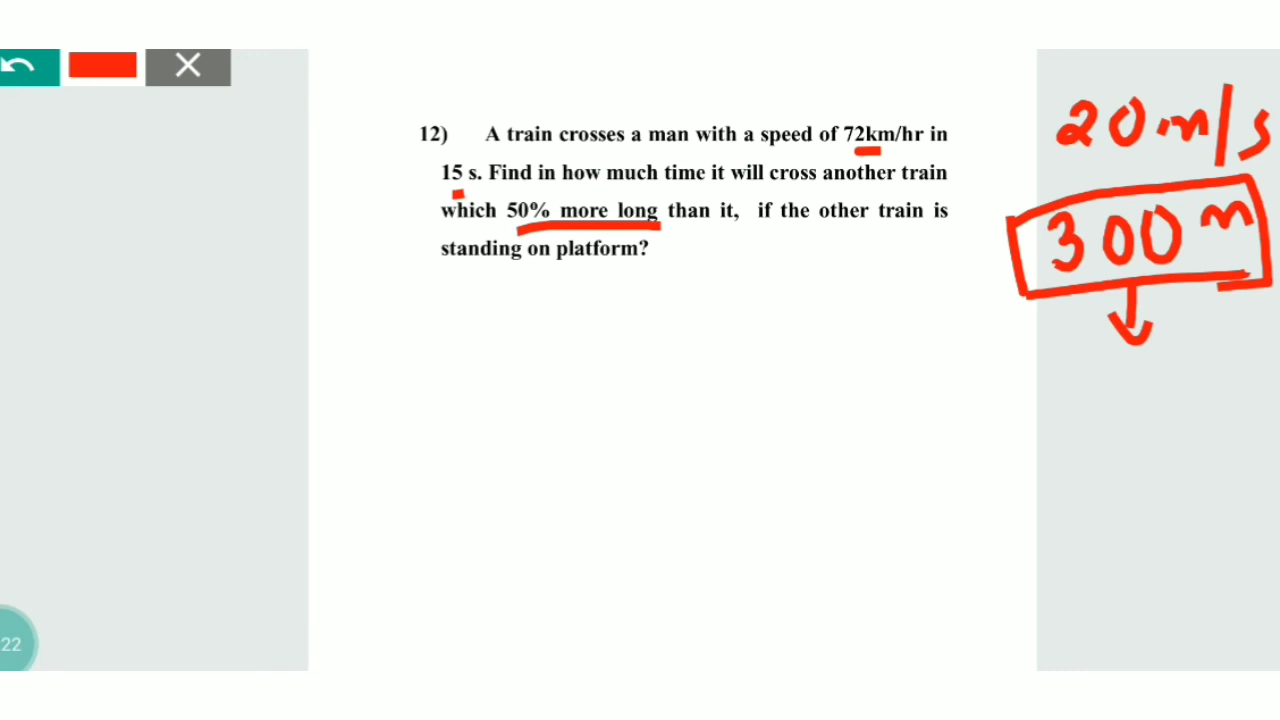 12) A train crosses a man with a speed of 72km/hr in
15 s. Find in how much time it will cross another train
which 50% more long than it, if the other train is
standing on platform?
20 m/s
300 m
22